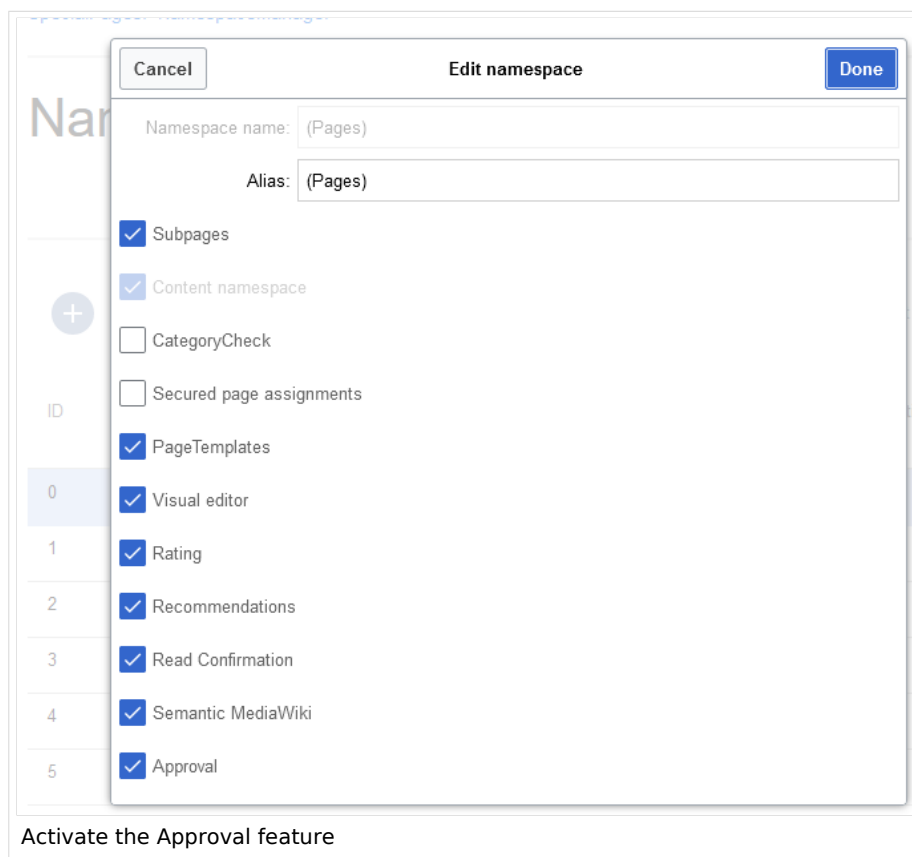 Cancel
Edit namespace
Done
Nar
Namespace name: (Pages)
Alias: (Pages)
Subpages
Content namespace
CategoryCheck
Secured page assignments
ID
PageTemplates
0
Visual editor
1
Rating
2
Recommendations
3
Read Confirmation
4
Semantic MediaWiki
5
Approval
Activate the Approval feature